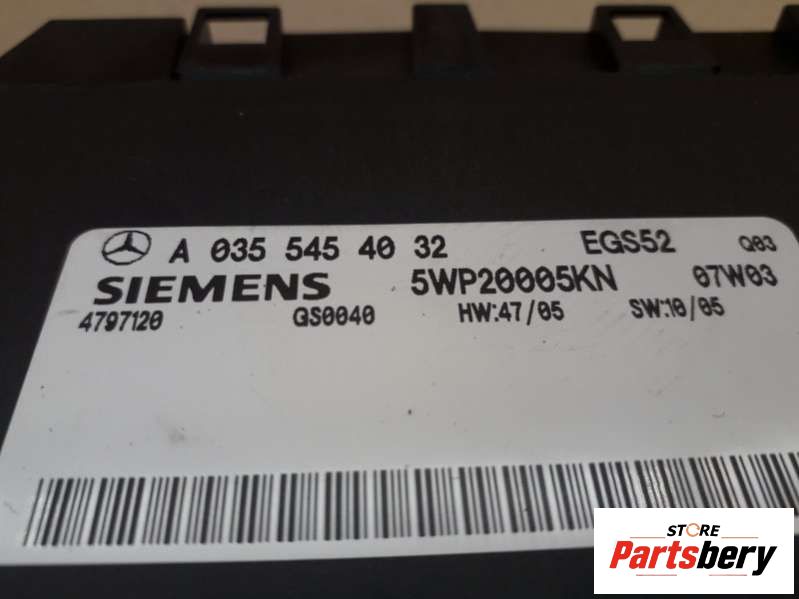 A 035 545 40 32 EGS52 Q03
SIEMENS 5WP20005KN 07W03
4797120 GS0040 HW:47/05 SW:10/05
STORE
Partsbery